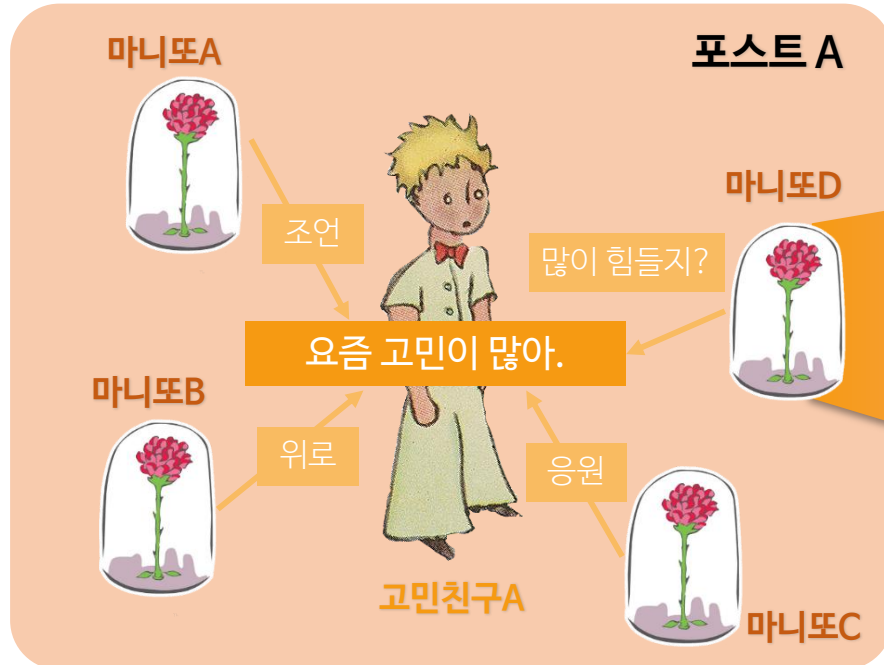 마니또A
포스트 A
조언
마니또D
많이 힘들지?
요즘 고민이 많아.
마니또B
위로
응원
고민친구A
마니또C